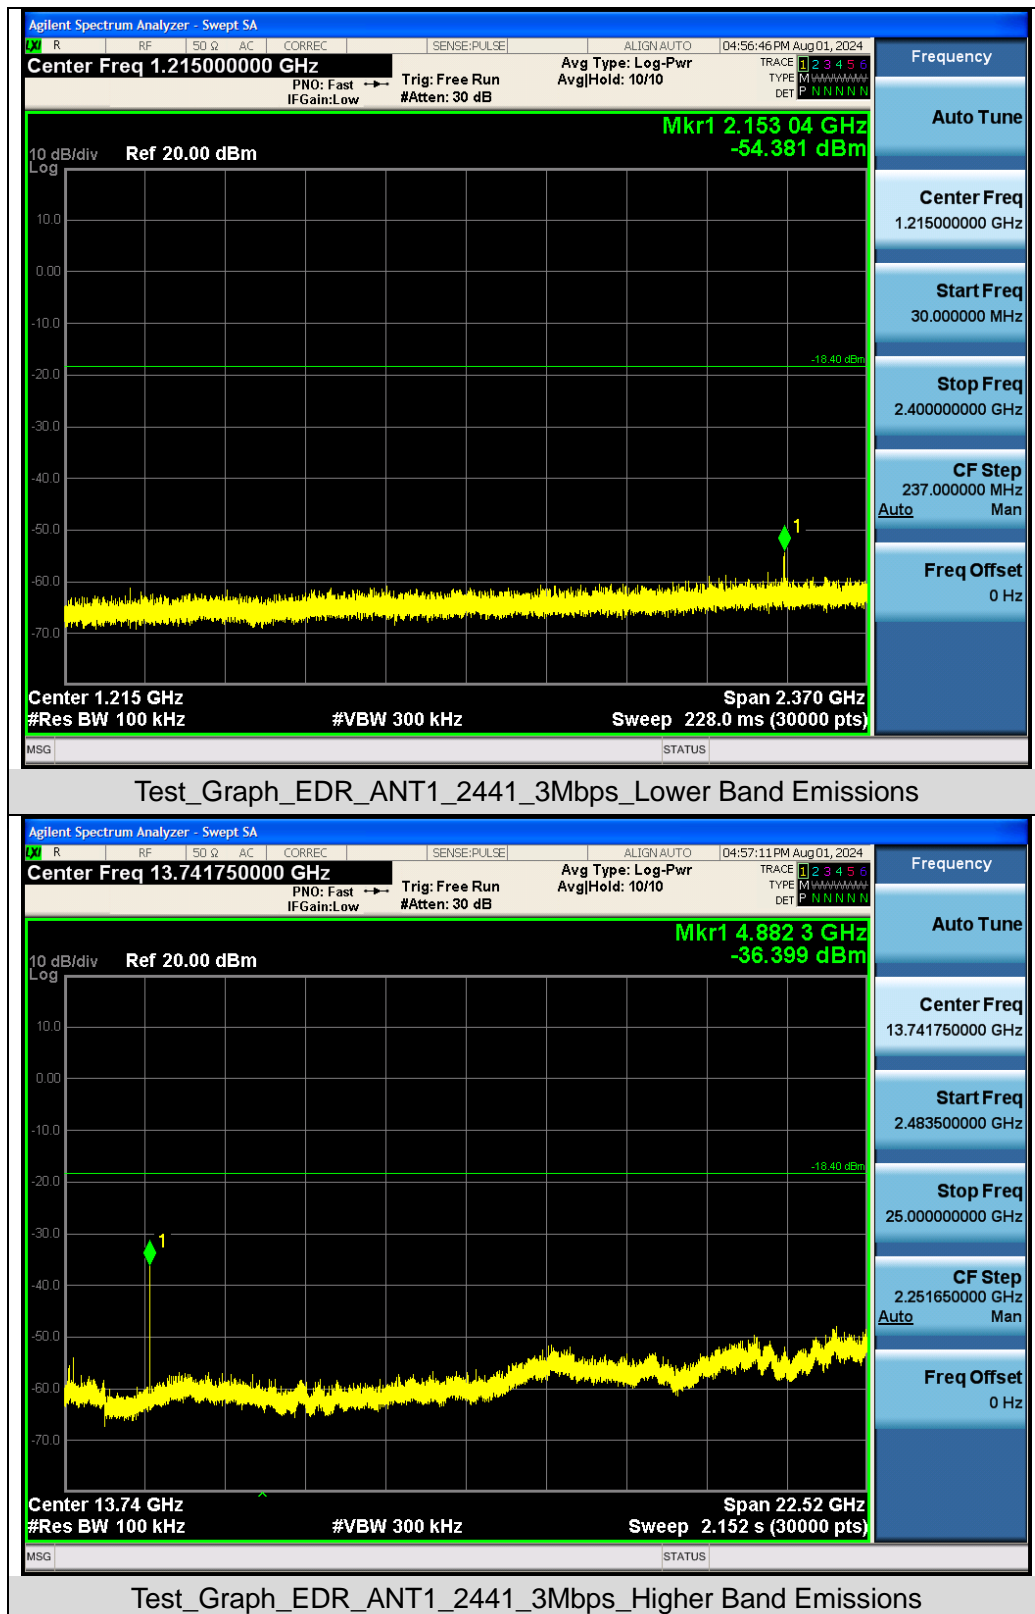 Agilent Spectrum Analyzer - Swept SA
LXI R RF 50 Ω AC CORREC SENSE:PULSE ALIGN AUTO 04:56:46 PM Aug 01, 2024
Center Freq 1.215000000 GHz
PNO: Fast
IFGain:Low
Trig: Free Run
#Atten: 30 dB
Avg Type: Log-Pwr
Avg|Hold: 10/10
TRACE 1 2 3 4 5 6
TYPE M
DET P N N N N N
Mkr1 2.153 04 GHz
-54.381 dBm
10 dB/div Ref 20.00 dBm
Log
10.0
0.00
-10.0
-18.40 dBm
-20.0
-30.0
-40.0
-50.0
1
-60.0
-70.0
Center 1.215 GHz Span 2.370 GHz
#Res BW 100 kHz #VBW 300 kHz Sweep 228.0 ms (30000 pts)
MSG STATUS
Frequency
Auto Tune
Center Freq
1.215000000 GHz
Start Freq
30.000000 MHz
Stop Freq
2.400000000 GHz
CF Step
237.000000 MHz
Auto Man
Freq Offset
0 Hz
Test_Graph_EDR_ANT1_2441_3Mbps_Lower Band Emissions
Agilent Spectrum Analyzer - Swept SA
LXI R RF 50 Ω AC CORREC SENSE:PULSE ALIGN AUTO 04:57:11 PM Aug 01, 2024
Center Freq 13.741750000 GHz
PNO: Fast
IFGain:Low
Trig: Free Run
#Atten: 30 dB
Avg Type: Log-Pwr
Avg|Hold: 10/10
TRACE 1 2 3 4 5 6
TYPE M
DET P N N N N N
Mkr1 4.882 3 GHz
-36.399 dBm
10 dB/div Ref 20.00 dBm
Log
10.0
0.00
-10.0
-18.40 dBm
-20.0
-30.0
1
-40.0
-50.0
-60.0
-70.0
Center 13.74 GHz Span 22.52 GHz
#Res BW 100 kHz #VBW 300 kHz Sweep 2.152 s (30000 pts)
MSG STATUS
Frequency
Auto Tune
Center Freq
13.741750000 GHz
Start Freq
2.483500000 GHz
Stop Freq
25.000000000 GHz
CF Step
2.251650000 GHz
Auto Man
Freq Offset
0 Hz
Test_Graph_EDR_ANT1_2441_3Mbps_Higher Band Emissions